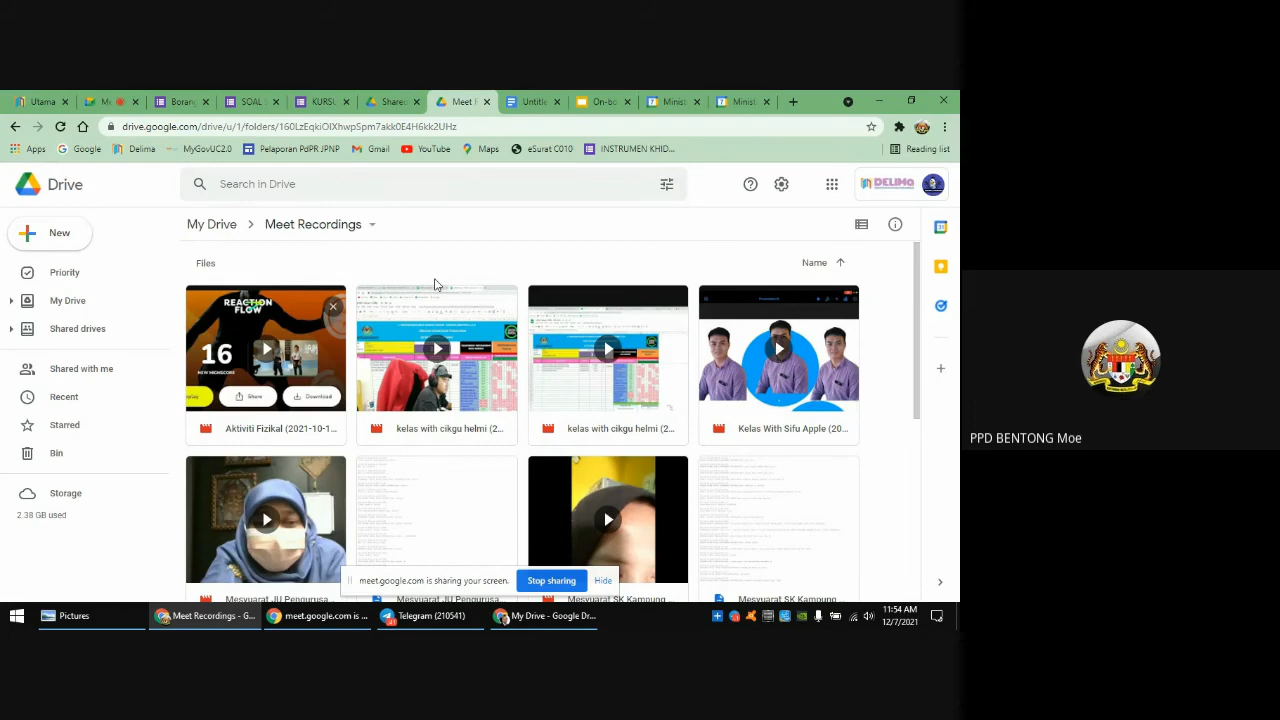 Utama
Me
Borang
SOAL
KURSU
Shared
Meet R
Untitle
On-bo
Minist
Minist
drive.google.com/drive/u/1/folders/160LzEqkiOIXhwpSpm7akk0E4H6kk2UHz
Apps
Google
Delima
MyGovUC2.0
Pelaporan PdPR JPNP
Gmail
YouTube
Maps
eSurat C010
INSTRUMEN KHID...
Reading list
Drive
Search in Drive
DELIMa
New
My Drive
Meet Recordings
Priority
My Drive
Shared drives
Shared with me
Recent
Starred
Bin
Storage
2.38 GB used
Files
Name
REACTION
FLOW
16
NEW HIGHSCORE
Share
Download
Aktiviti Fizikal (2021-10-1...
kelas with cikgu helmi (2...
kelas with cikgu helmi (2...
Kelas With Sifu Apple (20...
Mesyuarat JU Pengurusa
Mesyuarat JU Pengurusa
Mesyuarat SK Kampung
Mesyuarat SK Kampung
meet.google.com is sharing your screen.
Stop sharing
Hide
Pictures
Meet Recordings - G...
meet.google.com is ...
Telegram (210541)
My Drive - Google Dr...
11:54 AM
12/7/2021
PPD BENTONG Moe